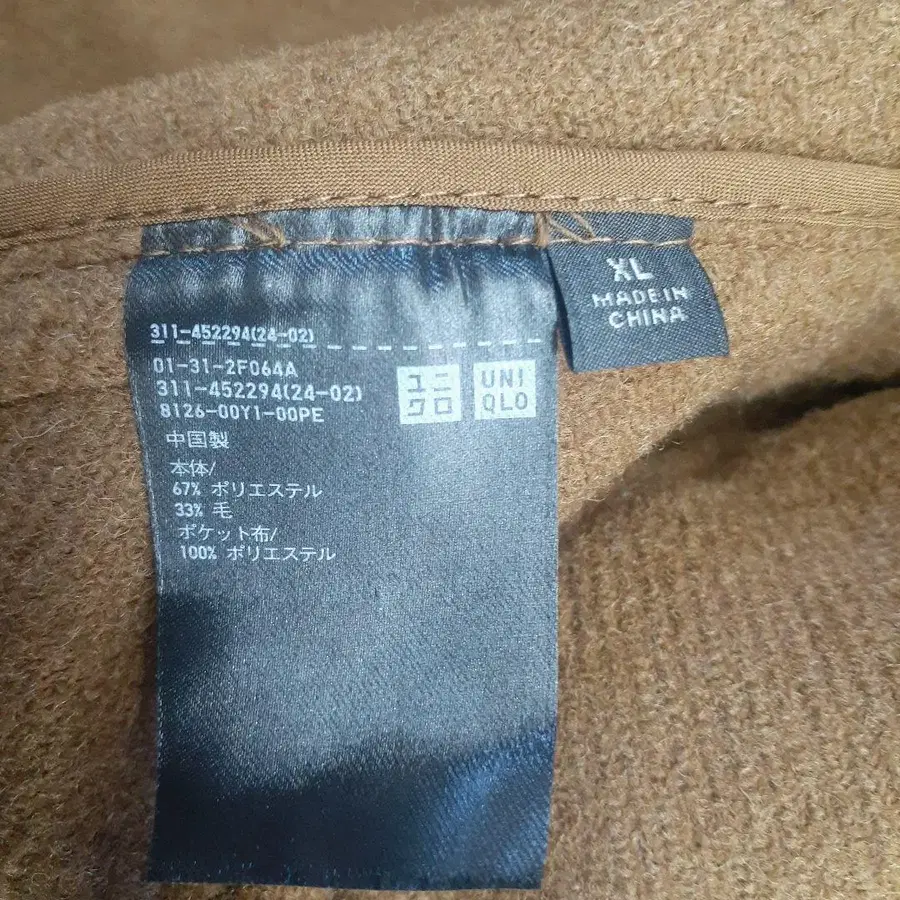 311-452294(24-02)
01-31-2F064A
311-452294(24-02)
8126-00Y1-00PE
中国製
本体/
67% ポリエステル
33% 毛
ポケット布/
100% ポリエステル
ユニ
クロ
UNI
QLO
XL
MADE IN
CHINA